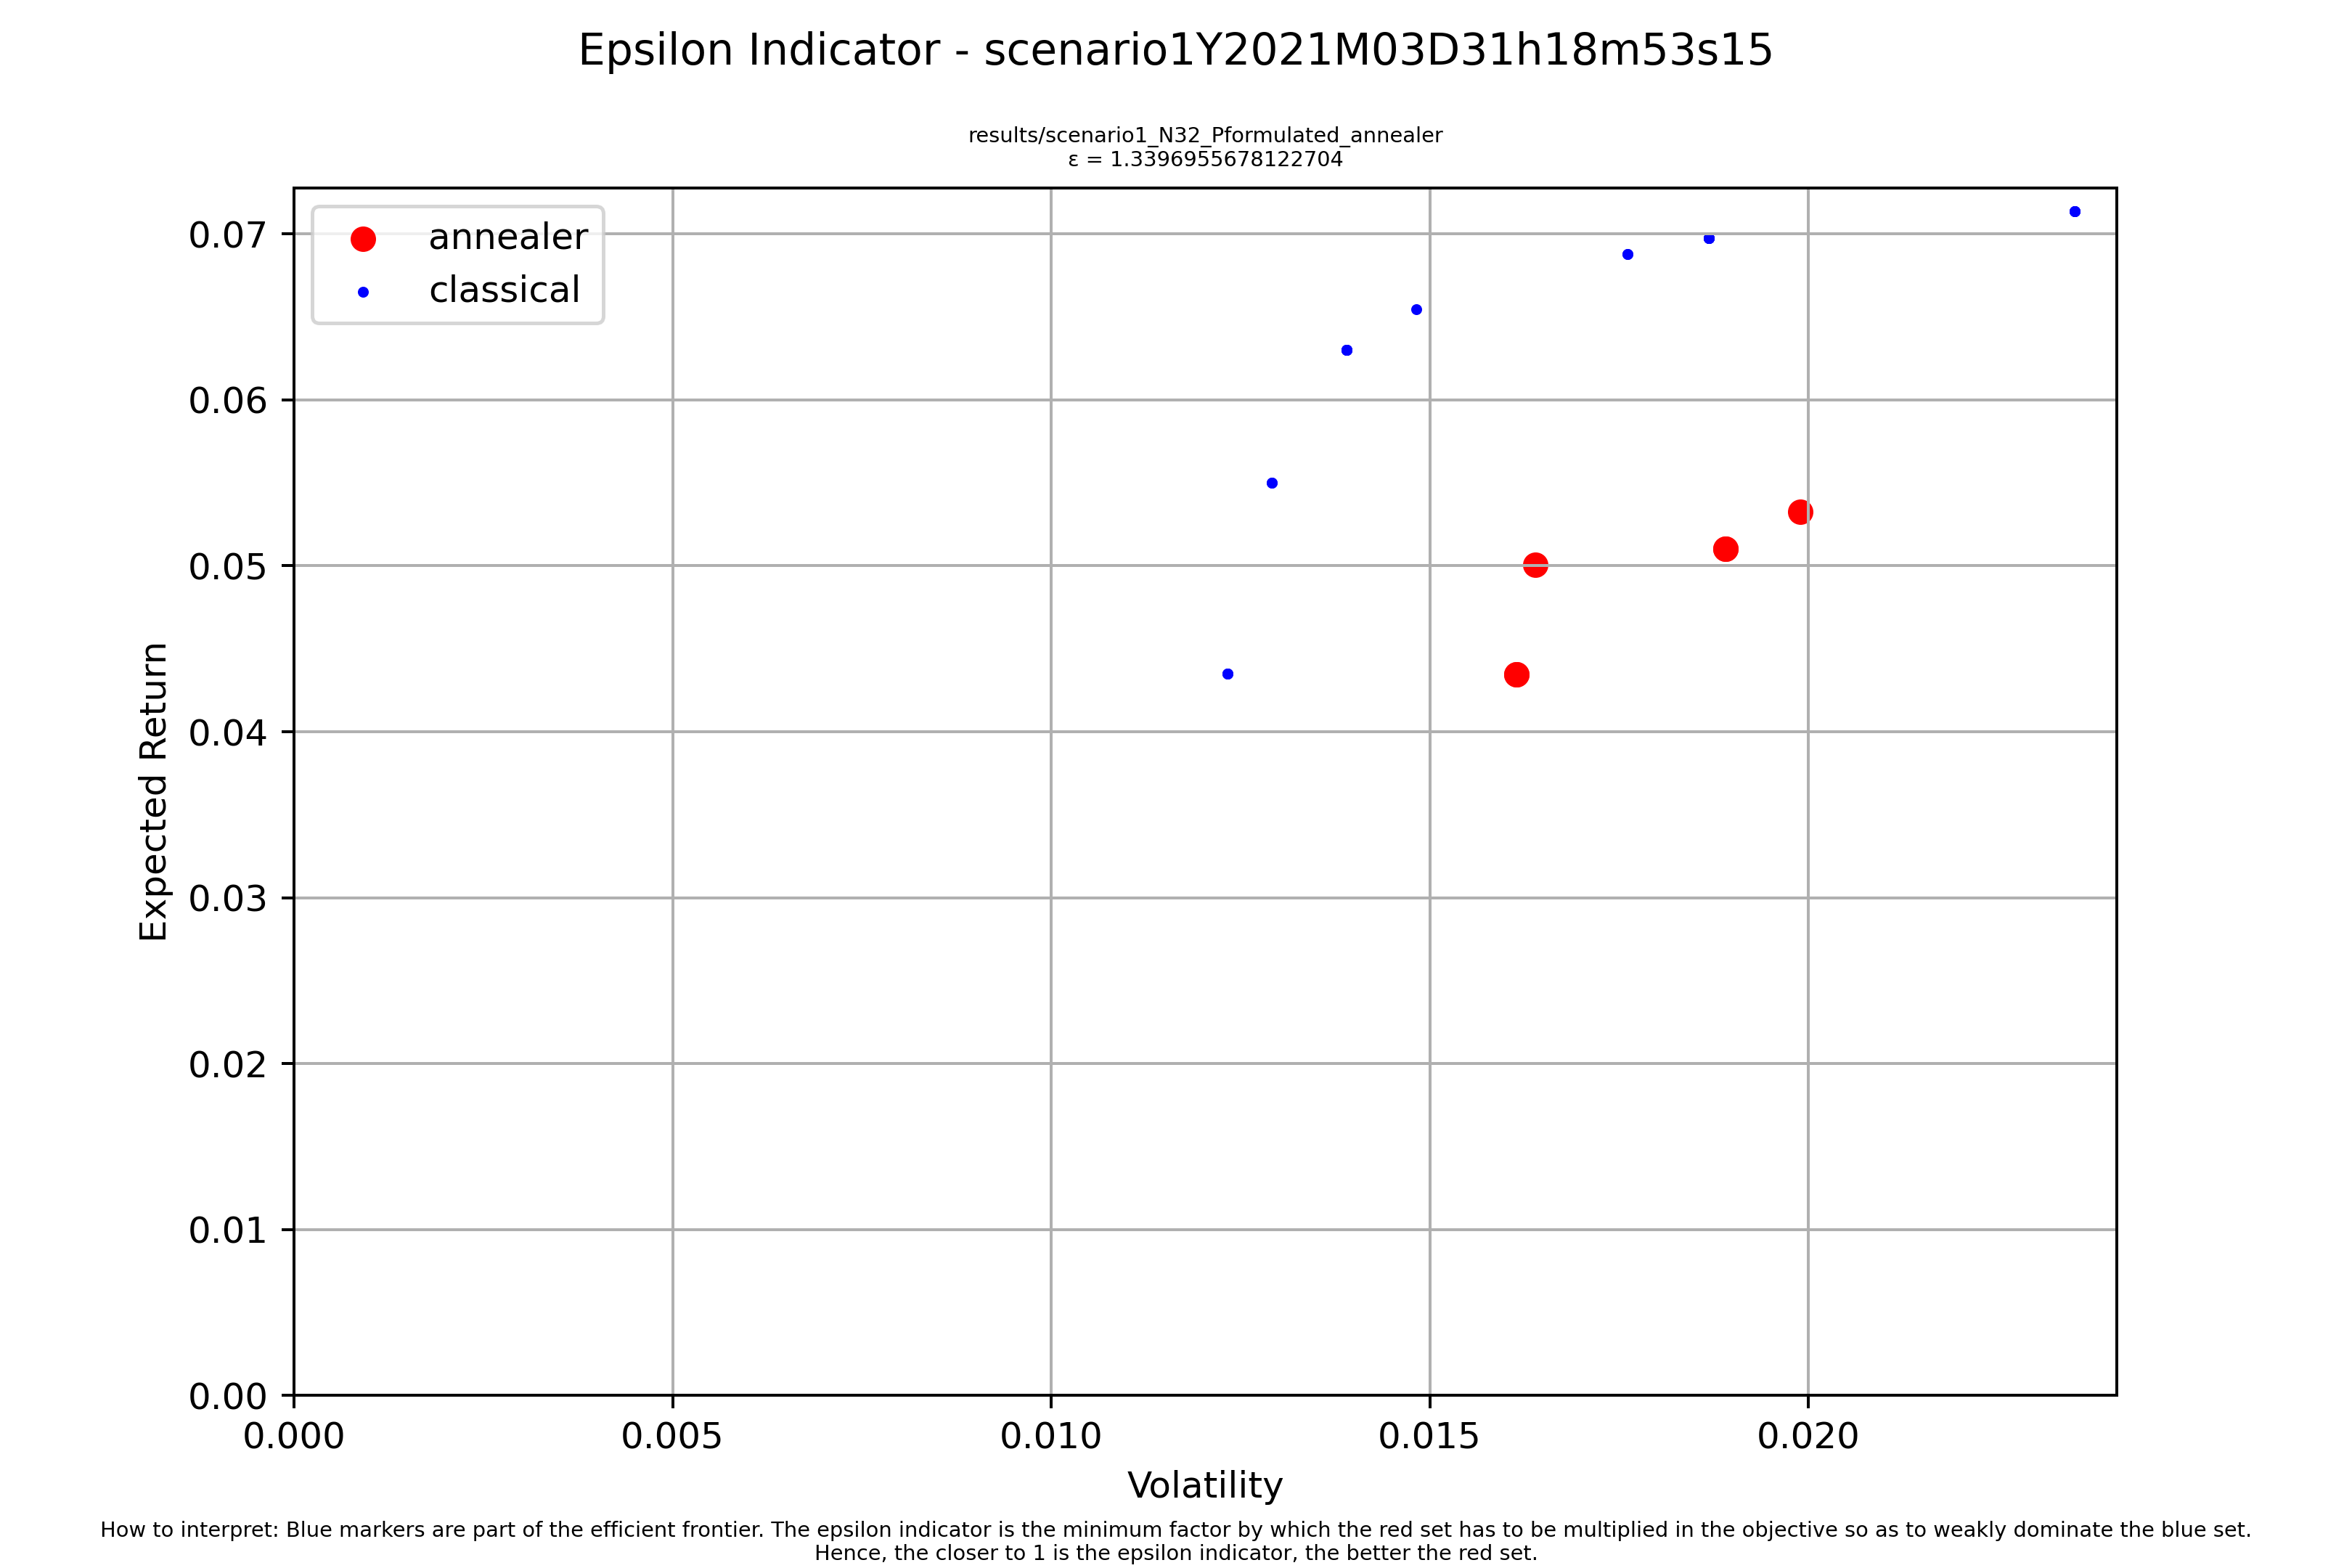 Epsilon Indicator - scenario1Y2021M03D31h18m53s15
results/scenario1_N32_Pformulated_annealer
ε = 1.3396955678122704
annealer
classical
0.07
0.06
0.05
0.04
0.03
0.02
0.01
0.00
Expected Return
0.000
0.005
0.010
0.015
0.020
Volatility
How to interpret: Blue markers are part of the efficient frontier. The epsilon indicator is the minimum factor by which the red set has to be multiplied in the objective so as to weakly dominate the blue set.
Hence, the closer to 1 is the epsilon indicator, the better the red set.